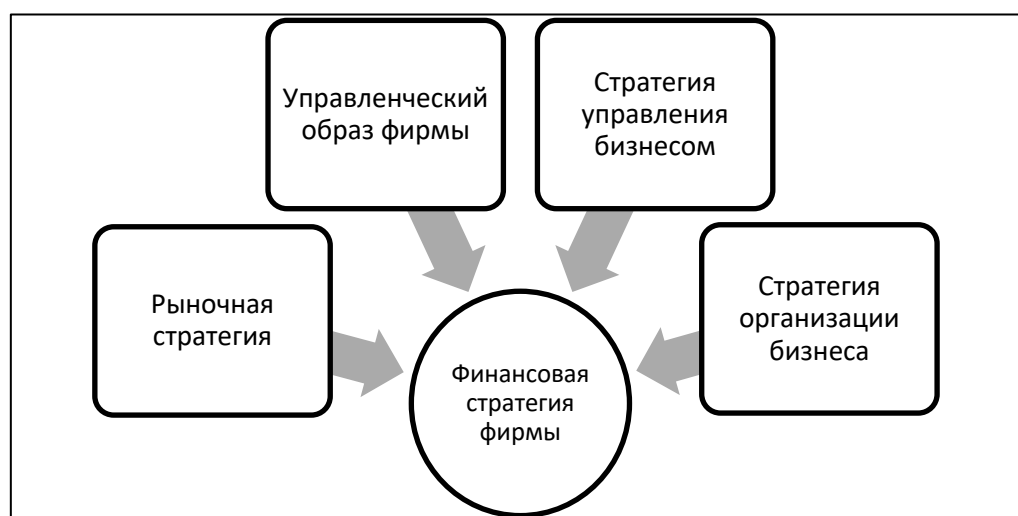 Управленческий
образ фирмы
Стратегия
управления
бизнесом
Рыночная
стратегия
Стратегия
организации
бизнеса
Финансовая
стратегия
фирмы